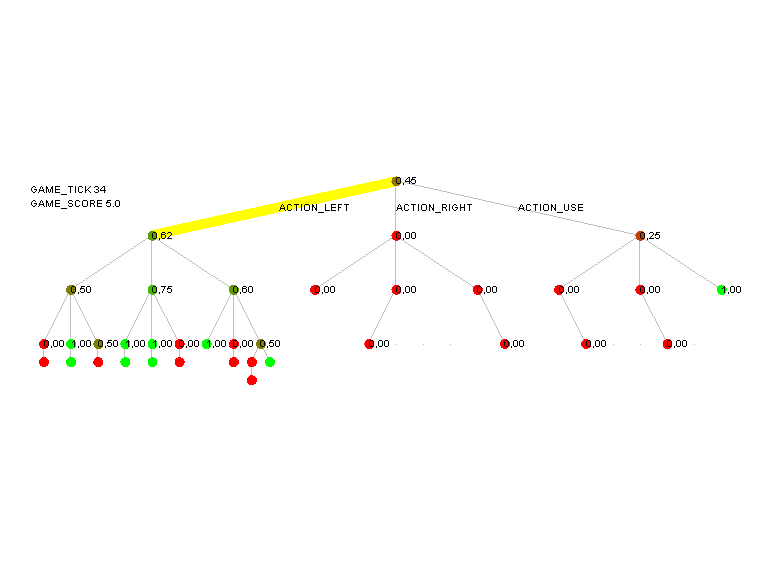 0,45
GAME_TICK 34
GAME_SCORE 5.0
ACTION_LEFT ACTION_RIGHT ACTION_USE
0,62 0,00 0,25
0,50 0,75 0,60 0,00 0,00 0,00 0,00 0,00 1,00
0,00 1,00 0,50 1,00 1,00 0,00 1,00 0,00 0,50 0,00 0,00 0,00 0,00